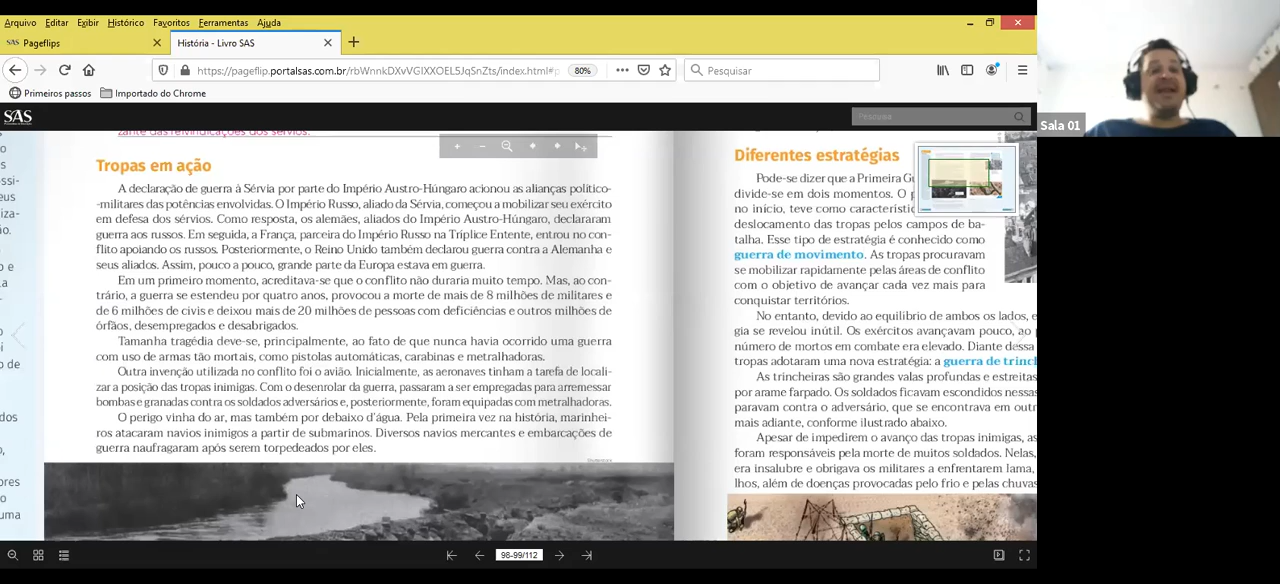 Arquivo Editar Exibir Histórico Favoritos Ferramentas Ajuda
SAS Pageflips
História - Livro SAS
https://pageflip.portalsas.com.br/rbWnnkDXvVGIXXOEL5JqSnZts/index.html#p
80%
Pesquisar
Primeiros passos
Importado do Chrome
SAS
Pesquisa
Sala 01
zante das reivindicações dos sérvios.
Tropas em ação
A declaração de guerra à Sérvia por parte do Império Austro-Húngaro acionou as alianças político-
-militares das potências envolvidas. O Império Russo, aliado da Sérvia, começou a mobilizar seu exército
em defesa dos sérvios. Como resposta, os alemães, aliados do Império Austro-Húngaro, declararam
guerra aos russos. Em seguida, a França, parceira do Império Russo na Tríplice Entente, entrou no con-
flito apoiando os russos. Posteriormente, o Reino Unido também declarou guerra contra a Alemanha e
seus aliados. Assim, pouco a pouco, grande parte da Europa estava em guerra.
Em um primeiro momento, acreditava-se que o conflito não duraria muito tempo. Mas, ao con-
trário, a guerra se estendeu por quatro anos, provocou a morte de mais de 8 milhões de militares e
de 6 milhões de civis e deixou mais de 20 milhões de pessoas com deficiências e outros milhões de
órfãos, desempregados e desabrigados.
Tamanha tragédia deve-se, principalmente, ao fato de que nunca havia ocorrido uma guerra
com uso de armas tão mortais, como pistolas automáticas, carabinas e metralhadoras.
Outra invenção utilizada no conflito foi o avião. Inicialmente, as aeronaves tinham a tarefa de locali-
zar a posição das tropas inimigas. Com o desenrolar da guerra, passaram a ser empregadas para arremessar
bombas e granadas contra os soldados adversários e, posteriormente, foram equipadas com metralhadoras.
O perigo vinha do ar, mas também por debaixo d'água. Pela primeira vez na história, marinhei-
ros atacaram navios inimigos a partir de submarinos. Diversos navios mercantes e embarcações de
guerra naufragaram após serem torpedeados por eles.
Diferentes estratégias
Pode-se dizer que a Primeira Gu
divide-se em dois momentos. O p
no início, teve como característic
deslocamento das tropas pelos campos de ba-
talha. Esse tipo de estratégia é conhecido como
guerra de movimento. As tropas procuravam
se mobilizar rapidamente pelas áreas de conflito
com o objetivo de avançar cada vez mais para
conquistar territórios.
No entanto, devido ao equilíbrio de ambos os lados, e
gia se revelou inútil. Os exércitos avançavam pouco, ao
número de mortos em combate era elevado. Diante dessa
tropas adotaram uma nova estratégia: a guerra de trincl
As trincheiras são grandes valas profundas e estreitas
por arame farpado. Os soldados ficavam escondidos nessas
paravam contra o adversário, que se encontrava em outr
mais adiante, conforme ilustrado abaixo.
Apesar de impedirem o avanço das tropas inimigas, as
foram responsáveis pela morte de muitos soldados. Nelas,
era insalubre e obrigava os militares a enfrentarem lama,
lhos, além de doenças provocadas pelo frio e pelas chuvas
98-99/112